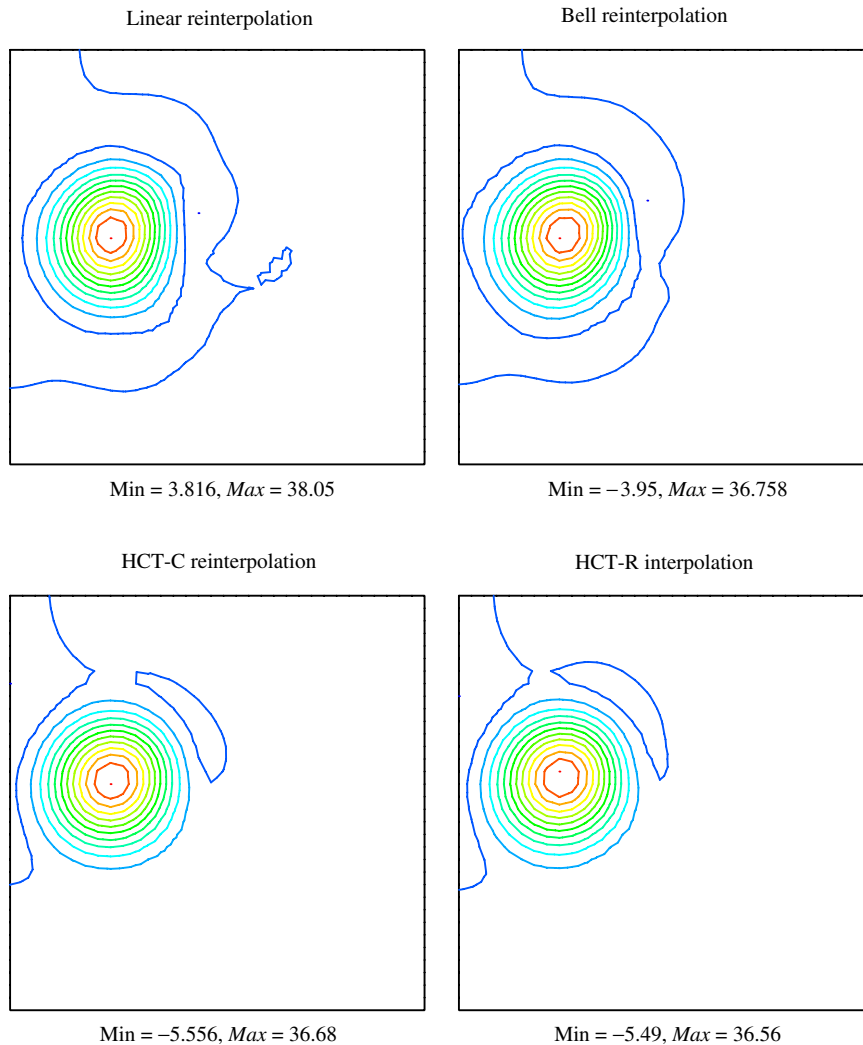 Linear reinterpolation
Bell reinterpolation
Min = 3.816, Max = 38.05
Min = −3.95, Max = 36.758
HCT-C reinterpolation
HCT-R interpolation
Min = −5.556, Max = 36.68
Min = −5.49, Max = 36.56